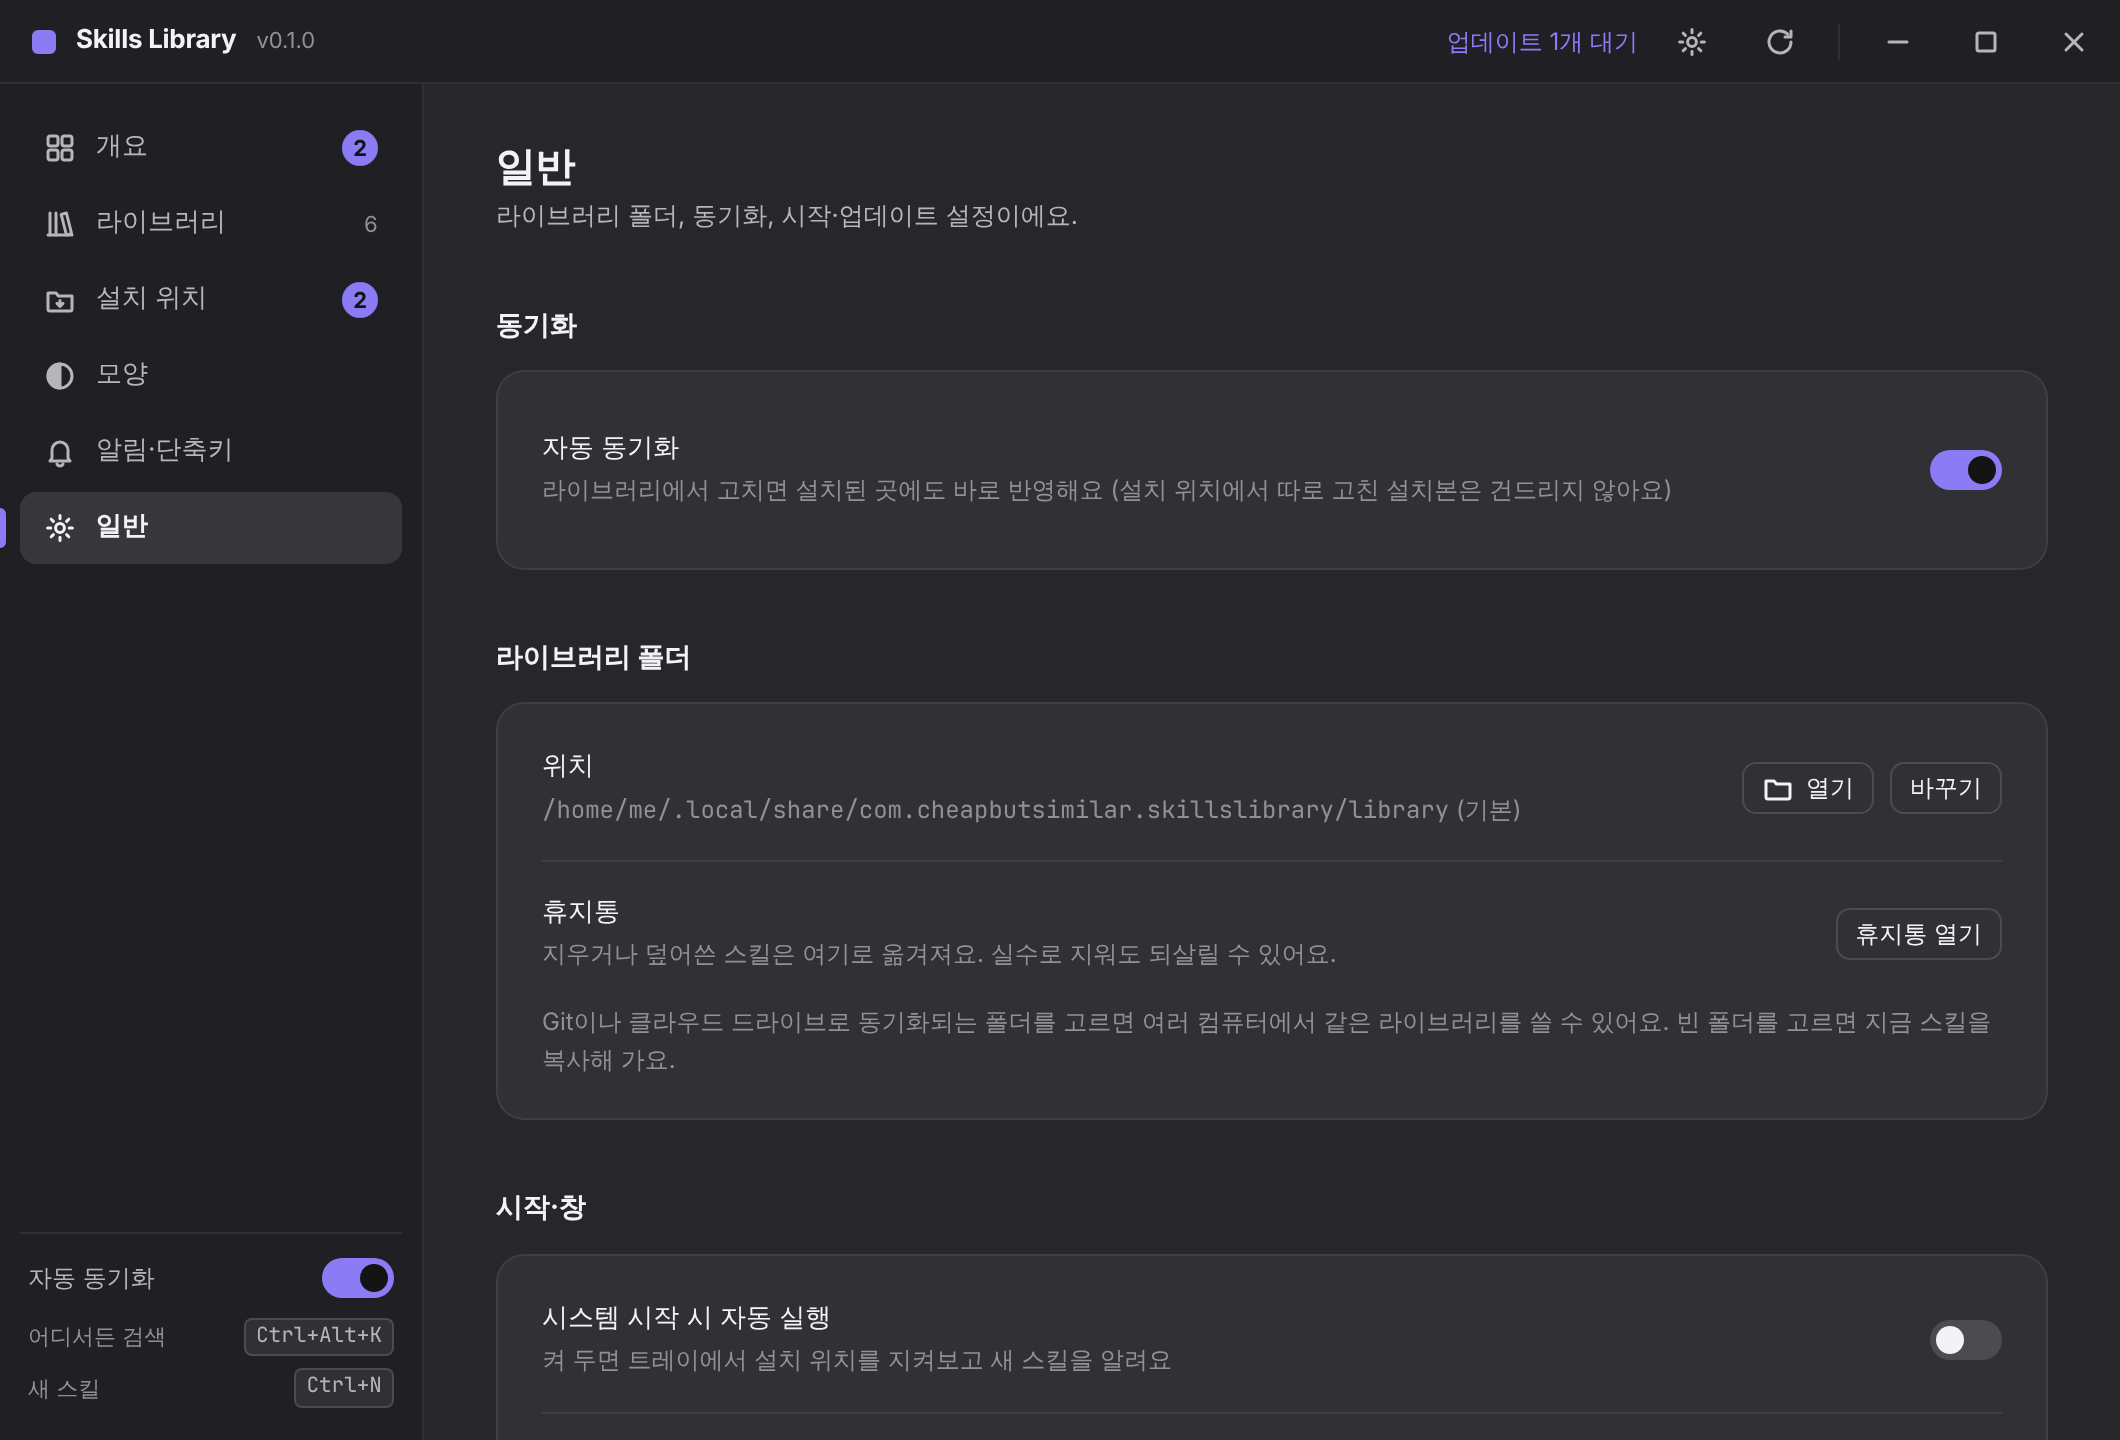 Skills Library v0.1.0
업데이트 1개 대기
개요 2
라이브러리 6
설치 위치 2
모양
알림·단축키
일반
자동 동기화
어디서든 검색 Ctrl+Alt+K
새 스킬 Ctrl+N
일반
라이브러리 폴더, 동기화, 시작·업데이트 설정이에요.
동기화
자동 동기화
라이브러리에서 고치면 설치된 곳에도 바로 반영해요 (설치 위치에서 따로 고친 설치본은 건드리지 않아요)
라이브러리 폴더
위치
/home/me/.local/share/com.cheapbutsimilar.skillslibrary/library (기본)
열기
바꾸기
휴지통
지우거나 덮어쓴 스킬은 여기로 옮겨져요. 실수로 지워도 되살릴 수 있어요.
휴지통 열기
Git이나 클라우드 드라이브로 동기화되는 폴더를 고르면 여러 컴퓨터에서 같은 라이브러리를 쓸 수 있어요. 빈 폴더를 고르면 지금 스킬을
복사해 가요.
시작·창
시스템 시작 시 자동 실행
켜 두면 트레이에서 설치 위치를 지켜보고 새 스킬을 알려요